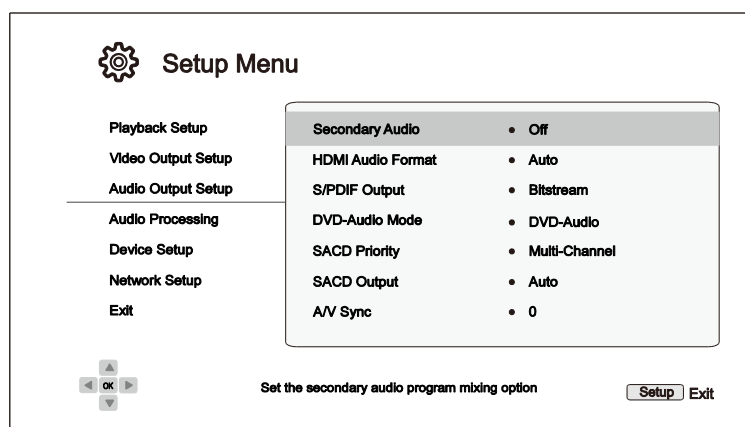 Setup Menu
Playback Setup
Video Output Setup
Audio Output Setup
Audio Processing
Device Setup
Network Setup
Exit
Secondary Audio • Off
HDMI Audio Format • Auto
S/PDIF Output • Bitstream
DVD-Audio Mode • DVD-Audio
SACD Priority • Multi-Channel
SACD Output • Auto
A/V Sync • 0
OK
Set the secondary audio program mixing option
Setup Exit